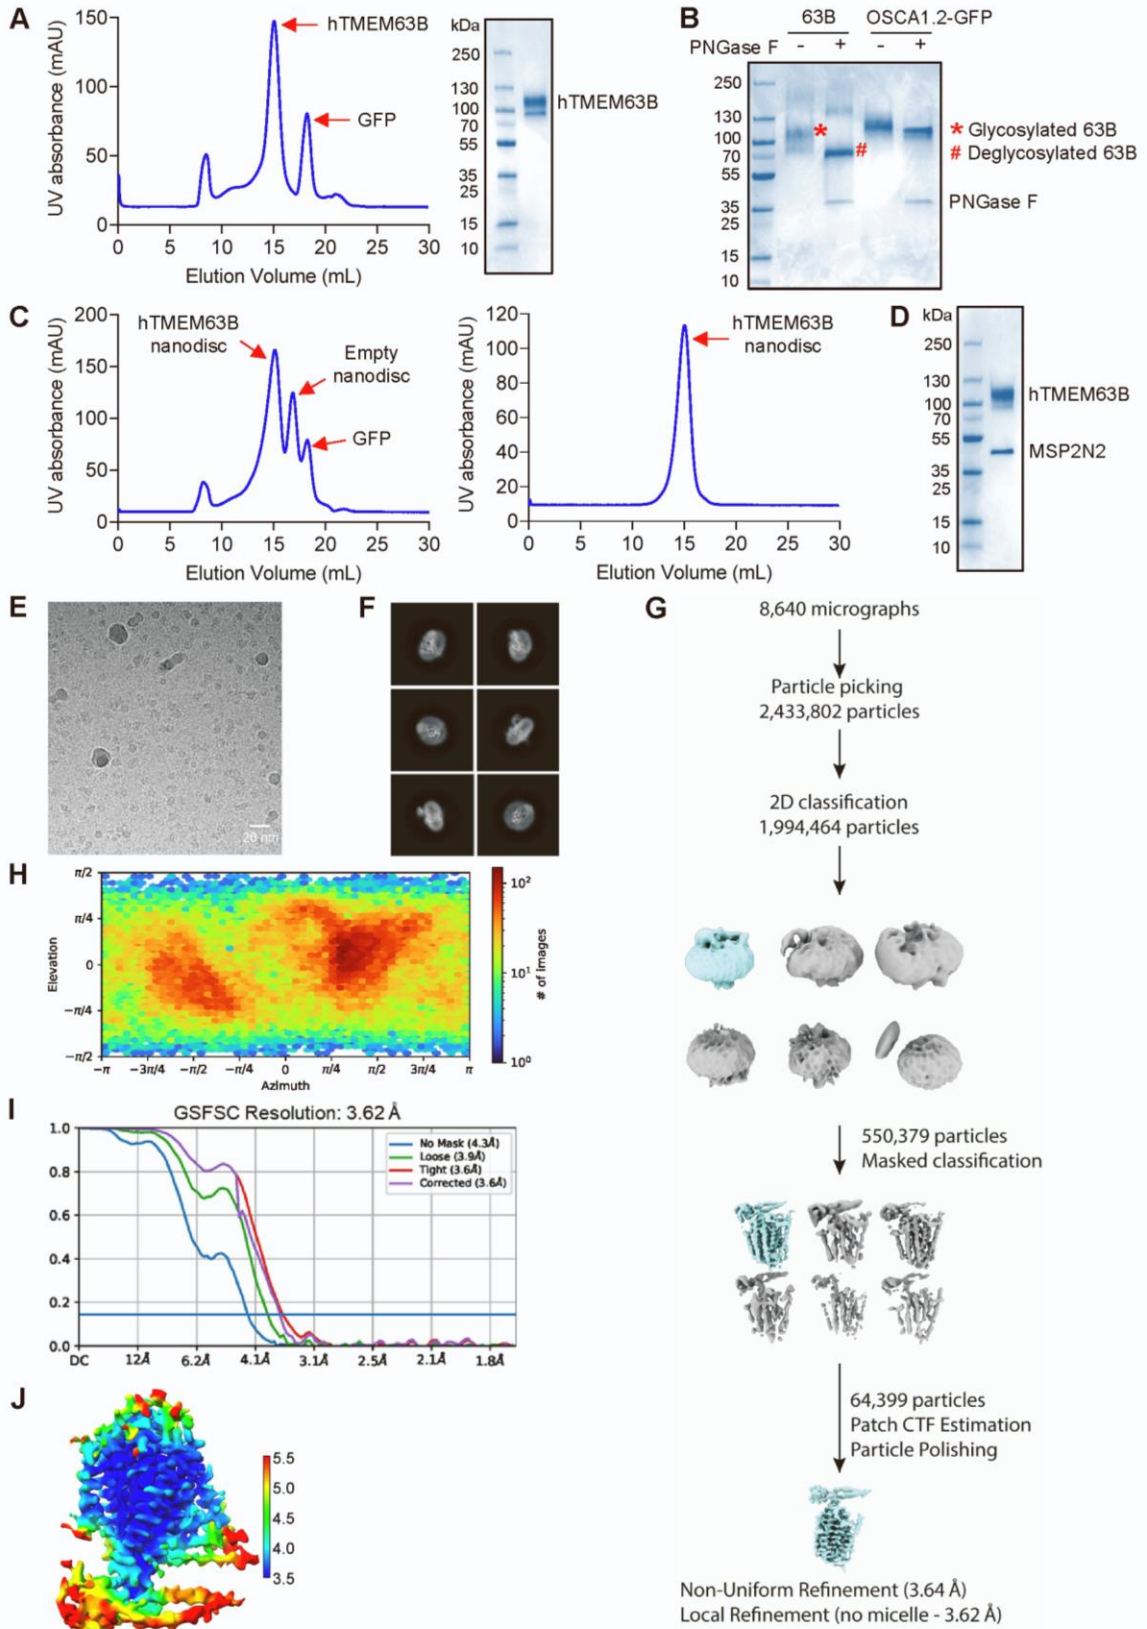 A
150
100
50
0
UV absorbance (mAU)
0 5 10 15 20 25 30
Elution Volume (mL)
hTMEM63B
GFP
kDa
250
130
100
70
55
35
25
15
10
hTMEM63B
B
63B OSCA1.2-GFP
PNGase F - + - +
250
130
100
70
55
35
25
15
10
*
#
* Glycosylated 63B
# Deglycosylated 63B
PNGase F
C
200
150
100
50
0
UV absorbance (mAU)
0 5 10 15 20 25 30
Elution Volume (mL)
hTMEM63B
nanodisc
Empty
nanodisc
GFP
120
100
80
60
40
20
0
UV absorbance (mAU)
0 5 10 15 20 25 30
Elution Volume (mL)
hTMEM63B
nanodisc
D
kDa
250
130
100
70
55
35
25
15
10
hTMEM63B
MSP2N2
E
20 nm
F
G
8,640 micrographs
Particle picking
2,433,802 particles
2D classification
1,994,464 particles
550,379 particles
Masked classification
64,399 particles
Patch CTF Estimation
Particle Polishing
Non-Uniform Refinement (3.64 Å)
Local Refinement (no micelle - 3.62 Å)
H
π/2
π/4
0
−π/4
−π/2
Elevation
−π −3π/4 −π/2 −π/4 0 π/4 π/2 3π/4 π
Azimuth
10²
10¹
10⁰
# of images
I
GSFSC Resolution: 3.62 Å
1.0
0.8
0.6
0.4
0.2
0.0
DC 12Å 6.2Å 4.1Å 3.1Å 2.5Å 2.1Å 1.8Å
No Mask (4.3Å)
Loose (3.9Å)
Tight (3.6Å)
Corrected (3.6Å)
J
5.5
5.0
4.5
4.0
3.5